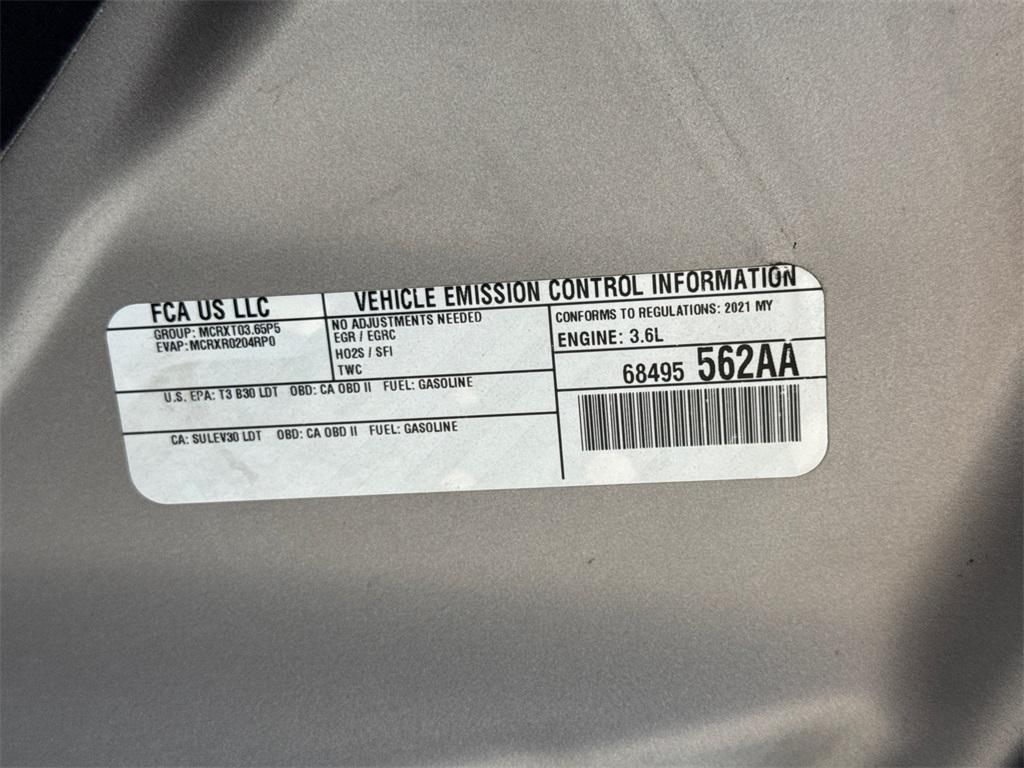 FCA US LLC
GROUP: MCRXT03.65P5
EVAP: MCRXR0204RP0
VEHICLE EMISSION CONTROL INFORMATION
NO ADJUSTMENTS NEEDED
EGR / EGRC
HO2S / SFI
TWC
CONFORMS TO REGULATIONS: 2021 MY
ENGINE: 3.6L
68495 562AA
U.S. EPA: T3 B30 LDT OBD: CA OBD II FUEL: GASOLINE
CA: SULEV30 LDT OBD: CA OBD II FUEL: GASOLINE